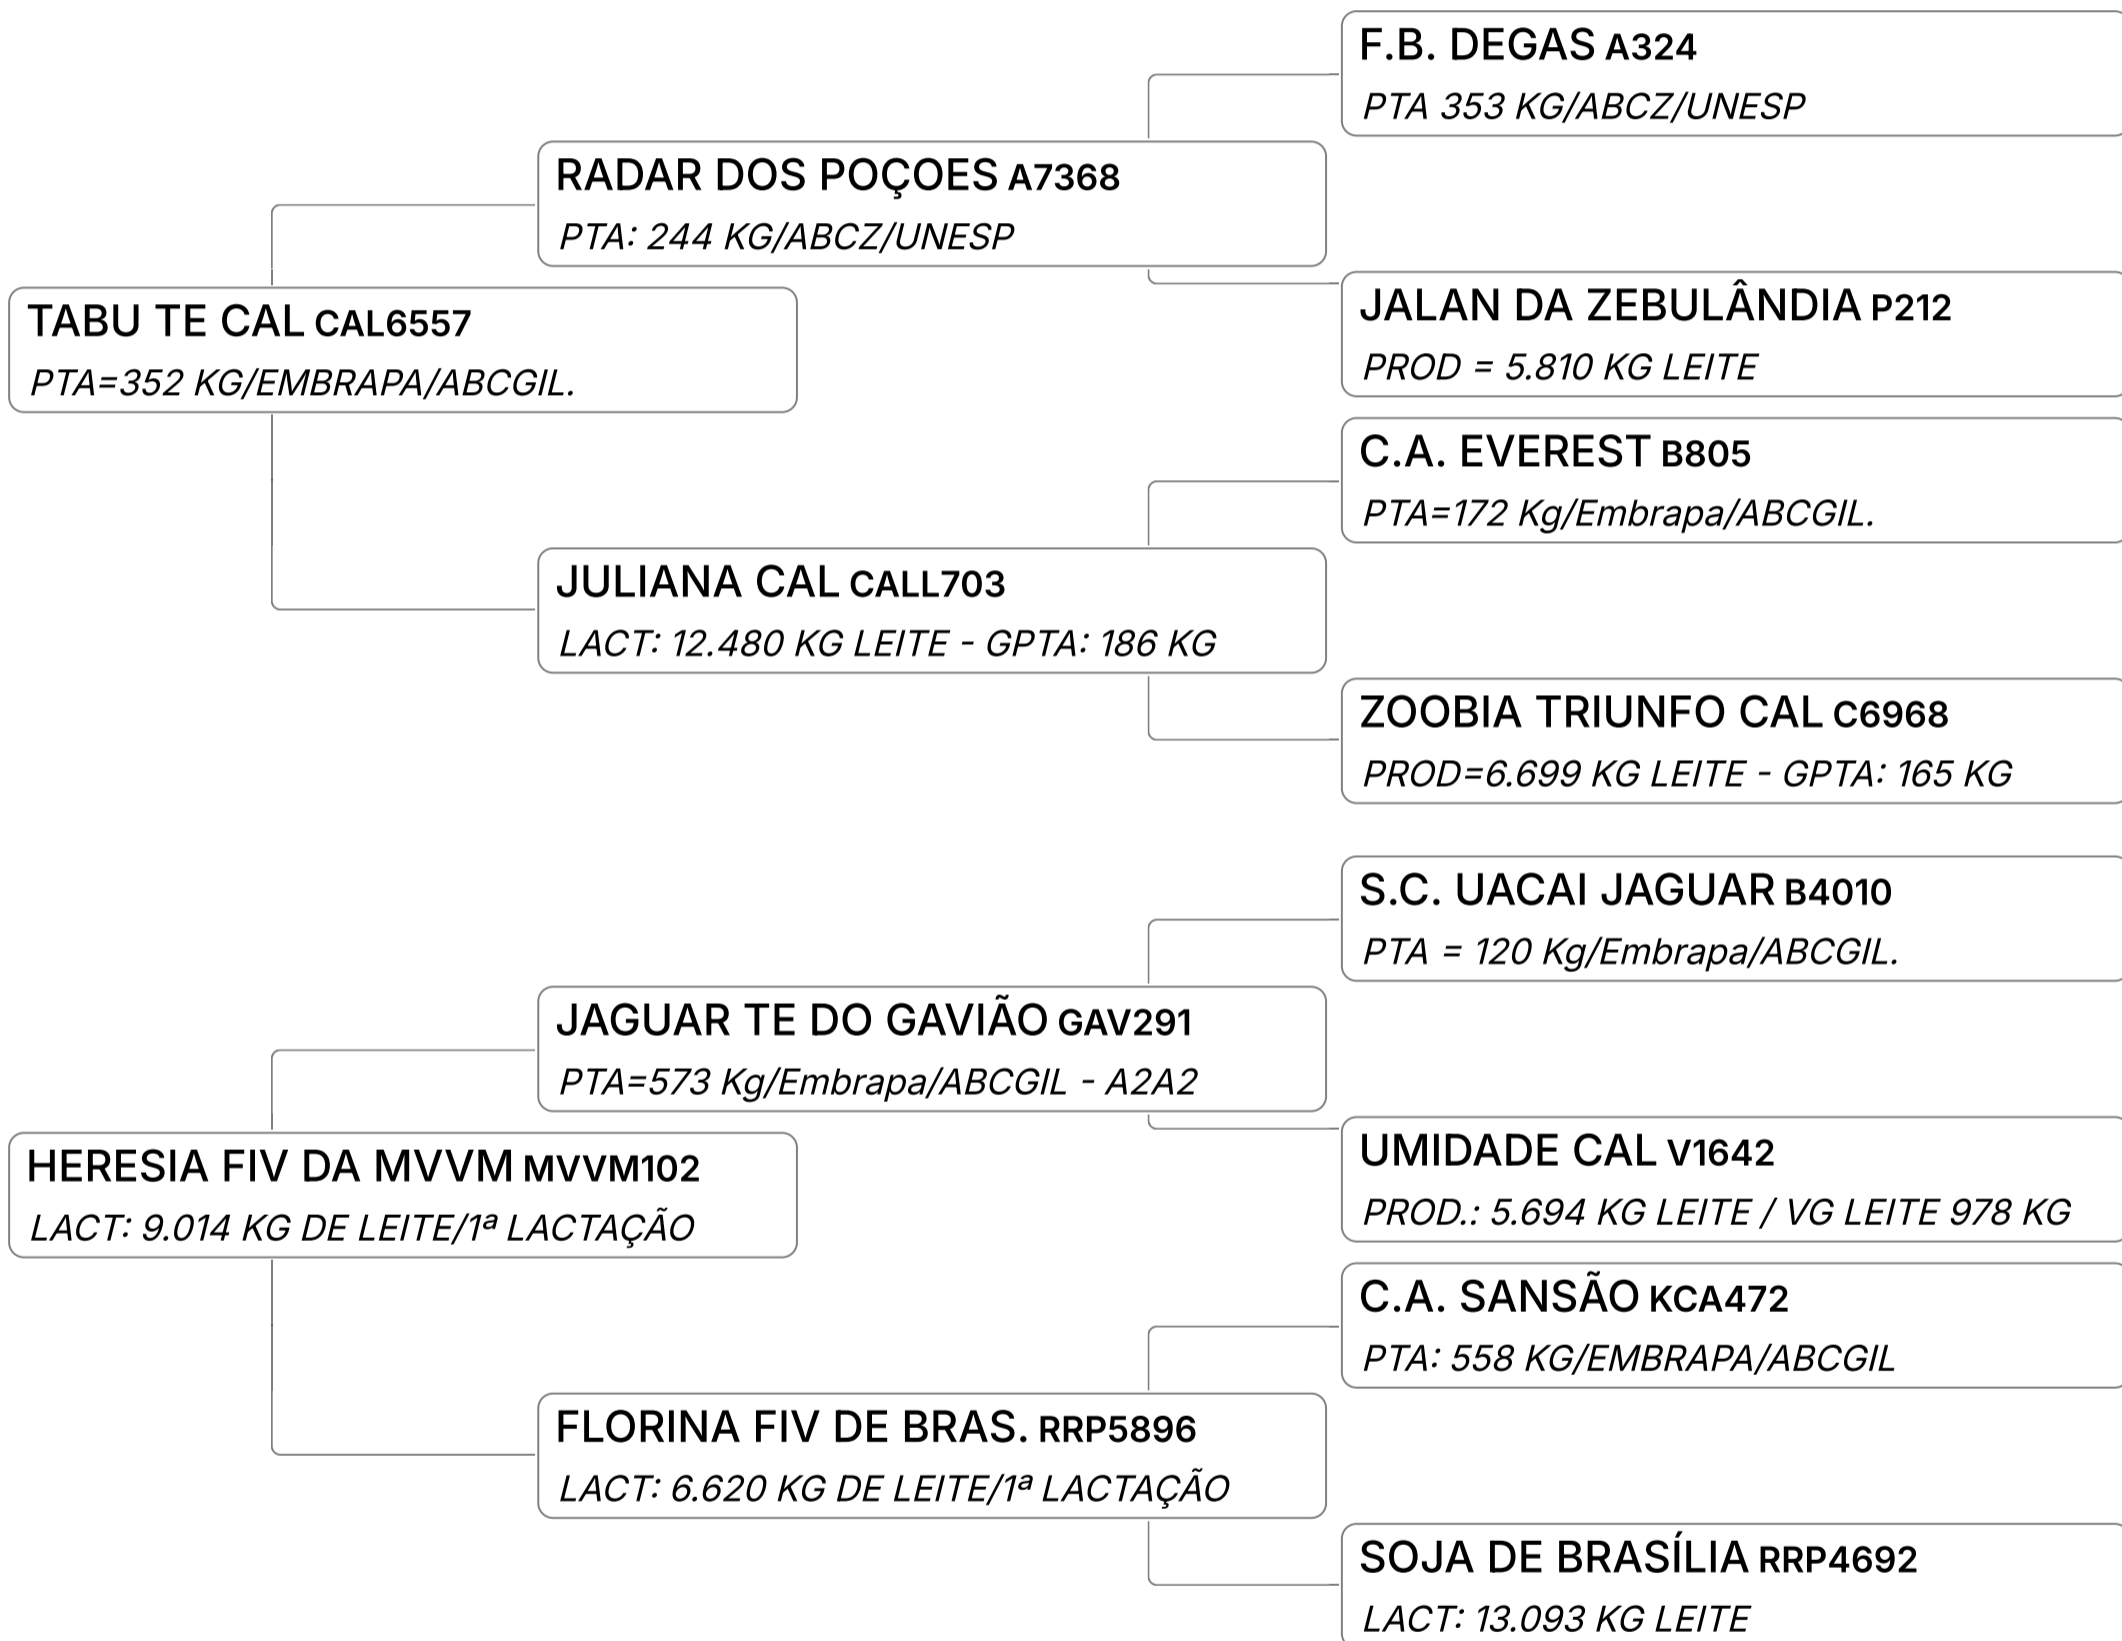 F.B. DEGAS A324
PTA 353 KG/ABCZ/UNESP
RADAR DOS POÇOES A7368
PTA: 244 KG/ABCZ/UNESP
JALAN DA ZEBULÂNDIA P212
PROD = 5.810 KG LEITE
TABU TE CAL CAL6557
PTA=352 KG/EMBRAPA/ABCGIL.
C.A. EVEREST B805
PTA=172 Kg/Embrapa/ABCGIL.
JULIANA CAL CALL703
LACT: 12.480 KG LEITE - GPTA: 186 KG
ZOOBIA TRIUNFO CAL C6968
PROD=6.699 KG LEITE - GPTA: 165 KG
S.C. UACAI JAGUAR B4010
PTA = 120 Kg/Embrapa/ABCGIL.
JAGUAR TE DO GAVIÃO GAV291
PTA=573 Kg/Embrapa/ABCGIL - A2A2
UMIDADE CAL V1642
PROD.: 5.694 KG LEITE / VG LEITE 978 KG
HERESIA FIV DA MVVM MVVM102
LACT: 9.014 KG DE LEITE/1ª LACTAÇÃO
C.A. SANSÃO KCA472
PTA: 558 KG/EMBRAPA/ABCGIL
FLORINA FIV DE BRAS. RRP5896
LACT: 6.620 KG DE LEITE/1ª LACTAÇÃO
SOJA DE BRASÍLIA RRP4692
LACT: 13.093 KG LEITE